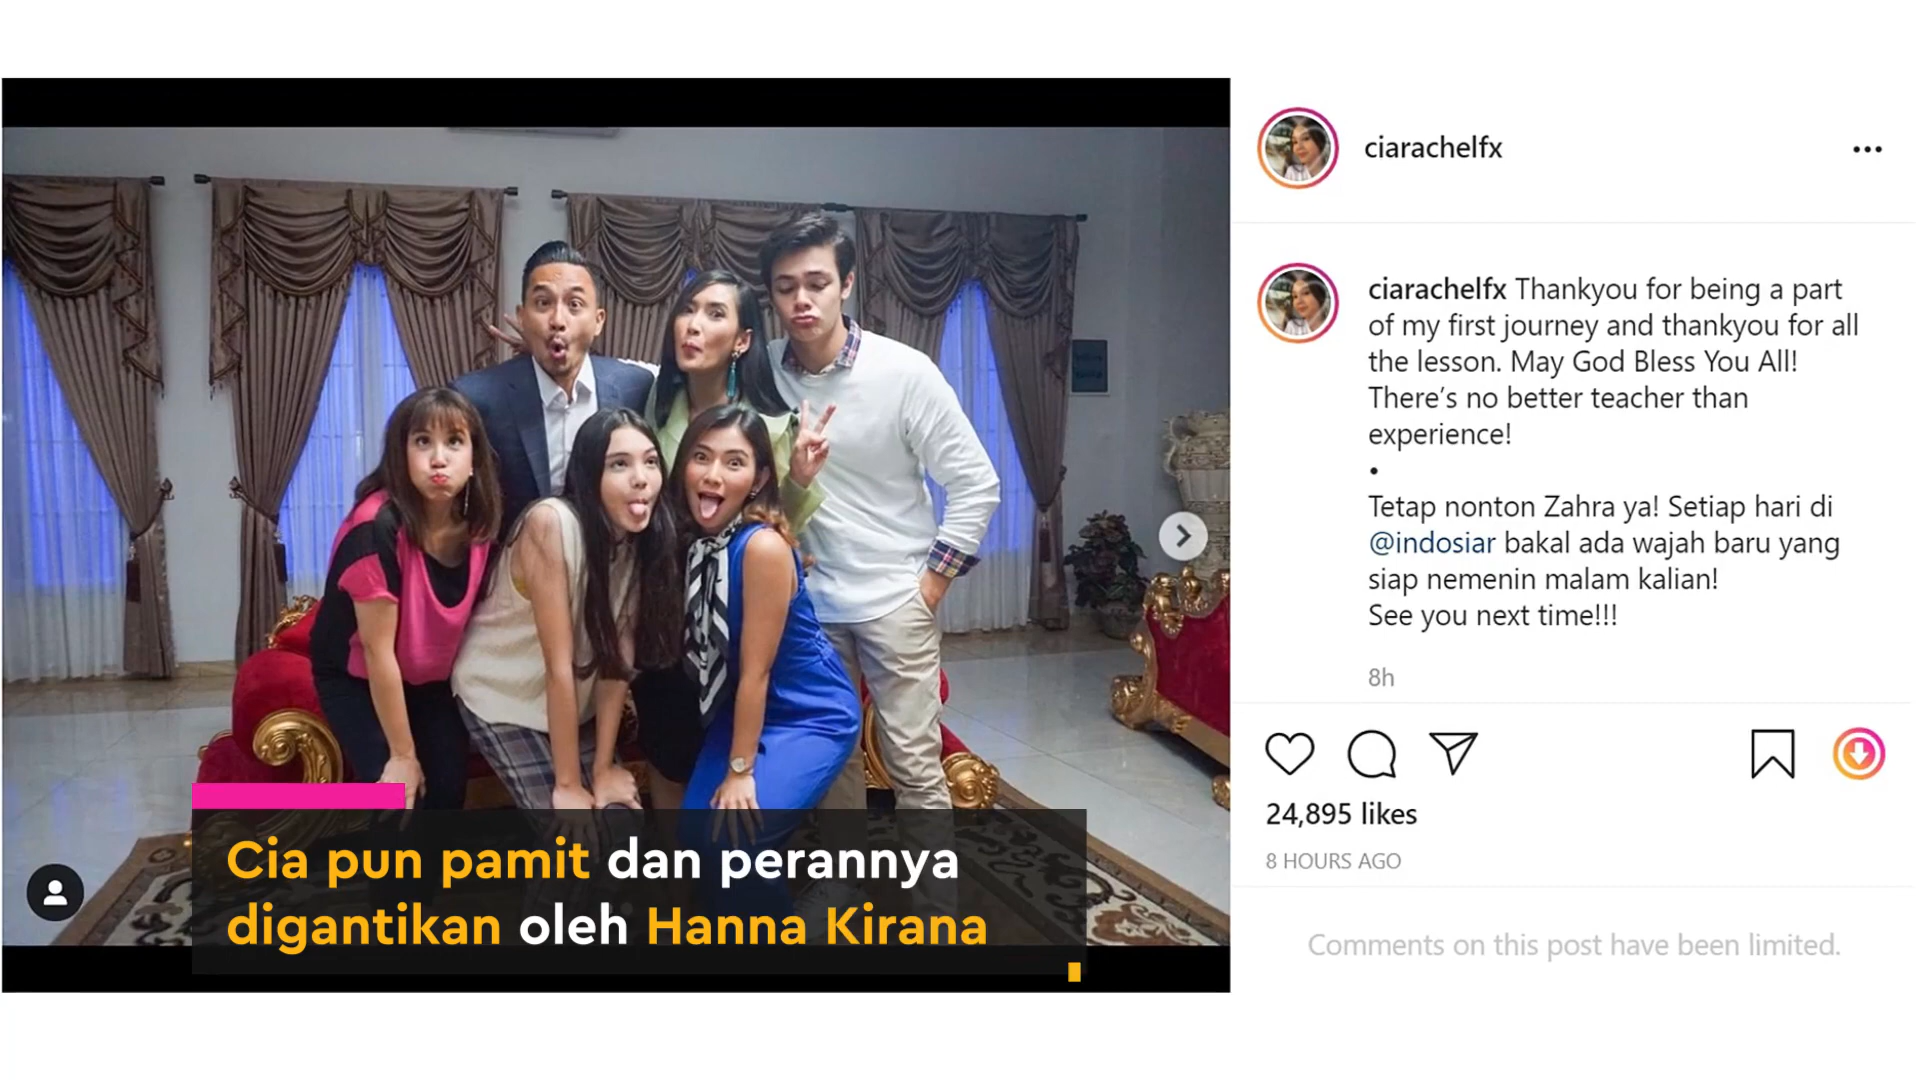 ciarachelfx
ciarachelfx Thankyou for being a part
of my first journey and thankyou for all
the lesson. May God Bless You All!
There's no better teacher than
experience!
•
Tetap nonton Zahra ya! Setiap hari di
@indosiar bakal ada wajah baru yang
siap nemenin malam kalian!
See you next time!!!
8h
24,895 likes
8 HOURS AGO
Comments on this post have been limited.
Cia pun pamit dan perannya
digantikan oleh Hanna Kirana